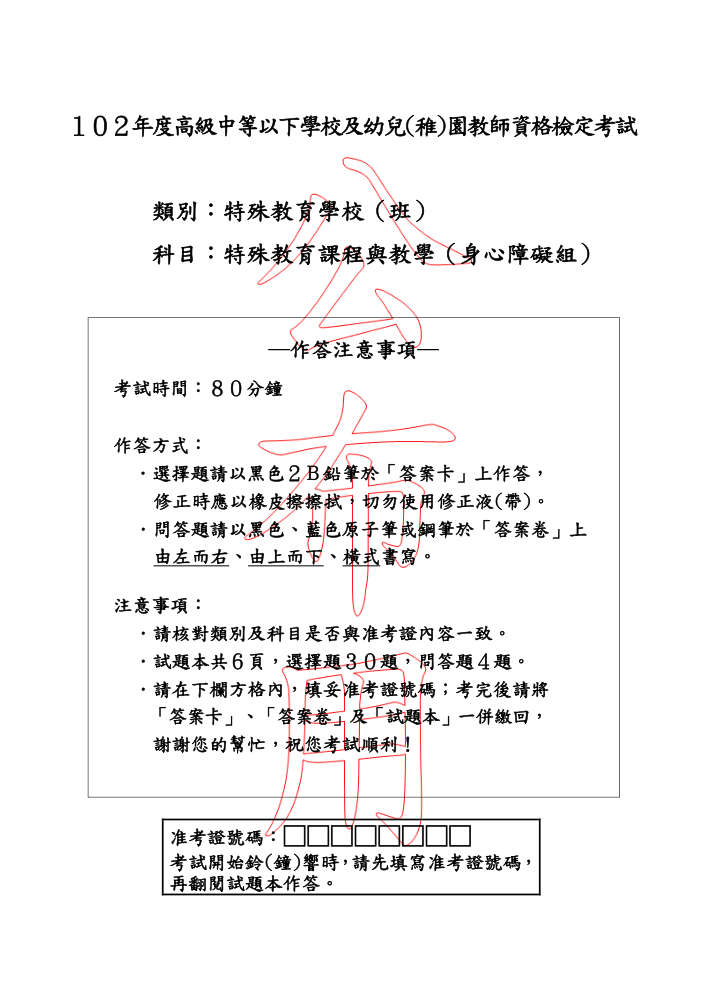 102年度高級中等以下學校及幼兒(稚)園教師資格檢定考試
類別：特殊教育學校（班）
科目：特殊教育課程與教學（身心障礙組）
—作答注意事項—
考試時間：80分鐘
作答方式：
．選擇題請以黑色2B鉛筆於「答案卡」上作答，
修正時應以橡皮擦擦拭，切勿使用修正液(帶)。
．問答題請以黑色、藍色原子筆或鋼筆於「答案卷」上
由左而右、由上而下、橫式書寫。
注意事項：
．請核對類別及科目是否與准考證內容一致。
．試題本共6頁，選擇題30題，問答題4題。
．請在下欄方格內，填妥准考證號碼；考完後請將
「答案卡」、「答案卷」及「試題本」一併繳回，
謝謝您的幫忙，祝您考試順利！
准考證號碼：□□□□□□□□
考試開始鈴(鐘)響時，請先填寫准考證號碼，
再翻閱試題本作答。
公布用